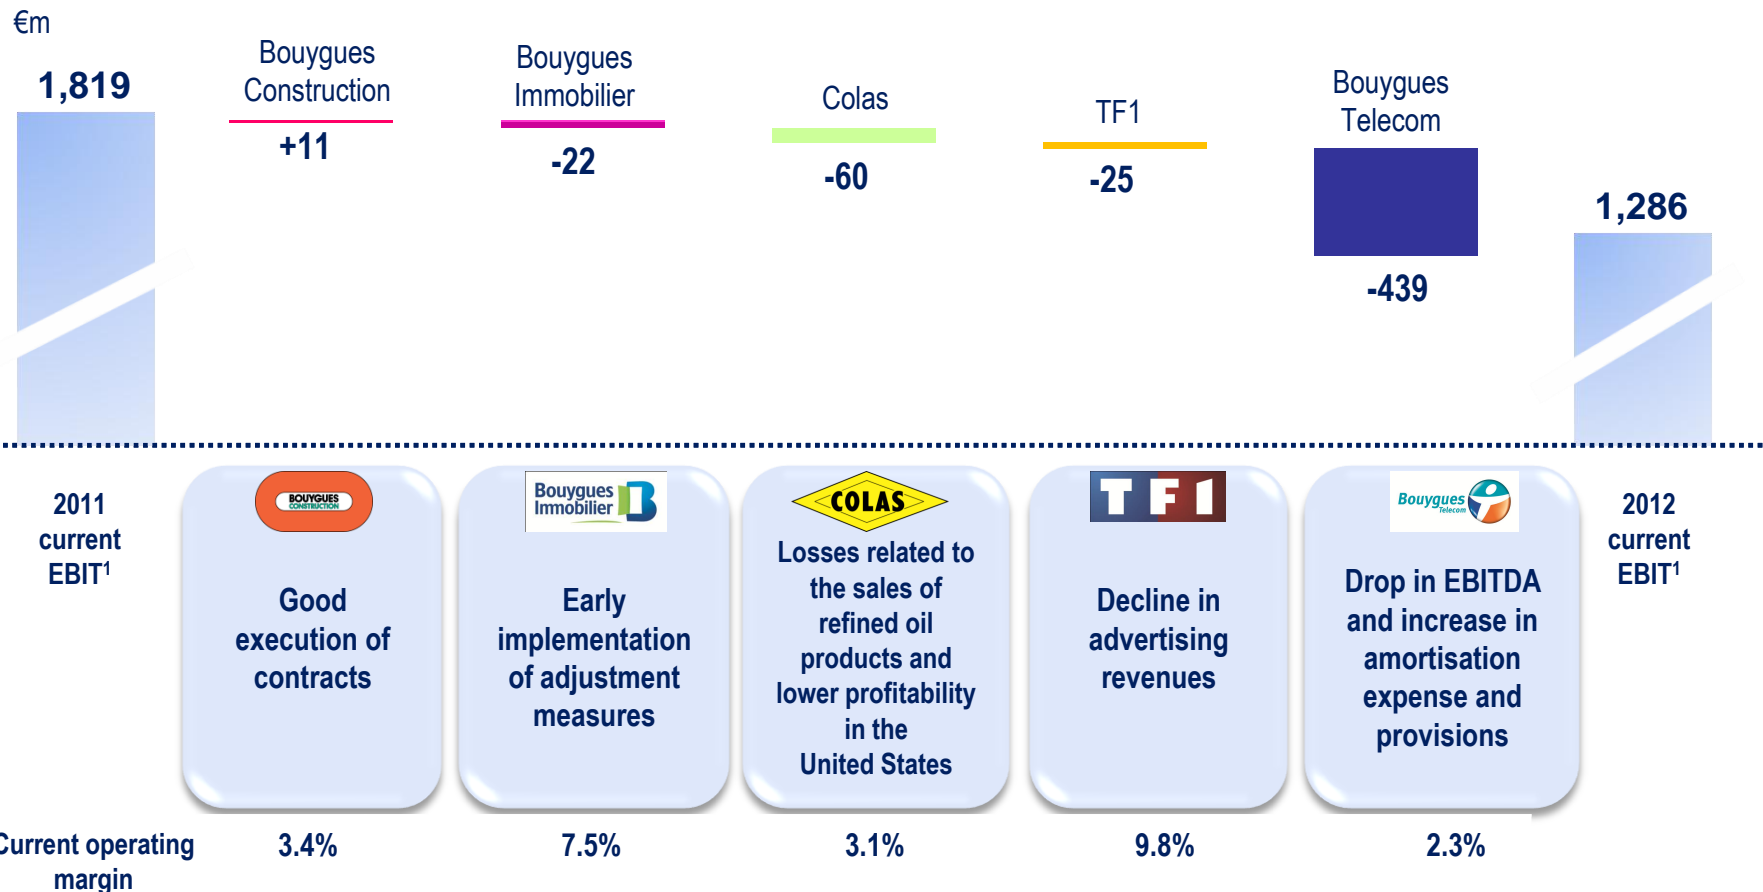 €m
1,819
Bouygues
Construction
+11
Bouygues
Immobilier
-22
Colas
-60
TF1
-25
Bouygues
Telecom
-439
1,286
2011
current
EBIT¹
BOUYGUES
CONSTRUCTION
Good
execution of
contracts
Bouygues
Immobilier
Early
implementation
of adjustment
measures
COLAS
Losses related to
the sales of
refined oil
products and
lower profitability
in the
United States
TF1
Decline in
advertising
revenues
Bouygues
Telecom
Drop in EBITDA
and increase in
amortisation
expense and
provisions
2012
current
EBIT¹
Current operating
margin
3.4%
7.5%
3.1%
9.8%
2.3%